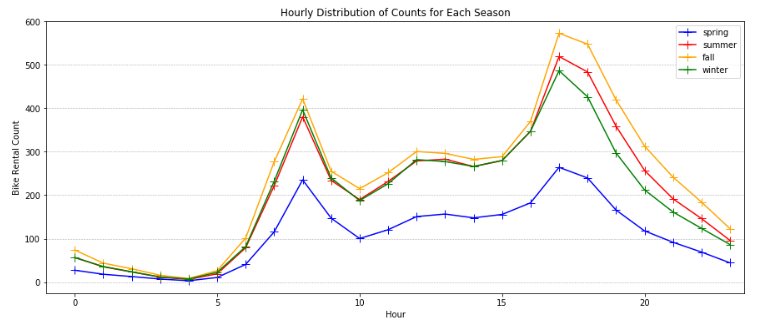 Hourly Distribution of Counts for Each Season
600
500
400
300
200
100
0
Bike Rental Count
0 5 10 15 20
Hour
spring
summer
fall
winter